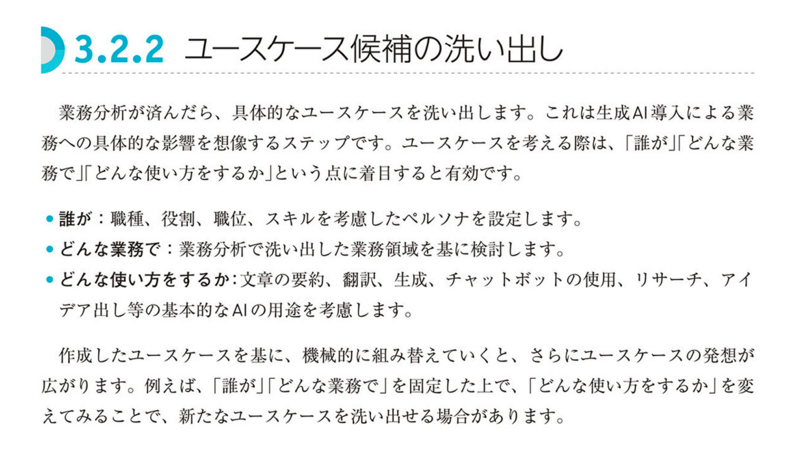 3.2.2 ユースケース候補の洗い出し
業務分析が済んだら、具体的なユースケースを洗い出します。これは生成AI導入による業
務への具体的な影響を想像するステップです。ユースケースを考える際は、「誰が」「どんな業
務で」「どんな使い方をするか」という点に着目すると有効です。
• 誰が：職種、役割、職位、スキルを考慮したペルソナを設定します。
• どんな業務で：業務分析で洗い出した業務領域を基に検討します。
• どんな使い方をするか：文章の要約、翻訳、生成、チャットボットの使用、リサーチ、アイ
デア出し等の基本的なAIの用途を考慮します。
作成したユースケースを基に、機械的に組み替えていくと、さらにユースケースの発想が
広がります。例えば、「誰が」「どんな業務で」を固定した上で、「どんな使い方をするか」を変
えてみることで、新たなユースケースを洗い出せる場合があります。